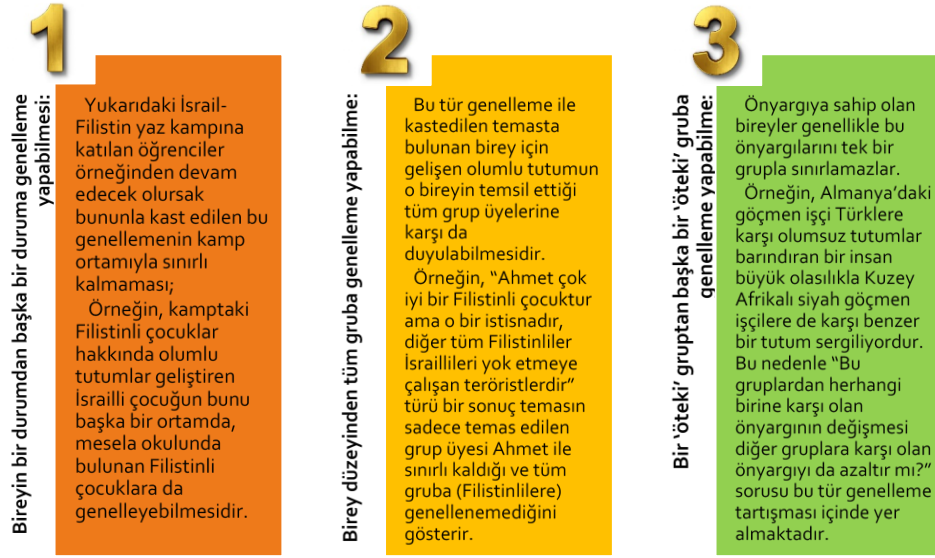 1
Bireyin bir durumdan başka bir duruma genelleme
yapabilmesi:
Yukarıdaki İsrail-
Filistin yaz kampına
katılan öğrenciler
örneğinden devam
edecek olursak
bununla kast edilen bu
genellemenin kamp
ortamıyla sınırlı
kalmaması;
Örneğin, kamptaki
Filistinli çocuklar
hakkında olumlu
tutumlar geliştiren
İsrailli çocuğun bunu
başka bir ortamda,
mesela okulunda
bulunan Filistinli
çocuklara da
genelleyebilmesidir.
2
Birey düzeyinden tüm gruba genelleme yapabilme:
Bu tür genelleme ile
kastedilen temasta
bulunan birey için
gelişen olumlu tutumun
o bireyin temsil ettiği
tüm grup üyelerine
karşı da
duyulabilmesidir.
Örneğin, “Ahmet çok
iyi bir Filistinli çocuktur
ama o bir istisnadır,
diğer tüm Filistinliler
İsraillileri yok etmeye
çalışan teröristlerdir”
türü bir sonuç temasın
sadece temas edilen
grup üyesi Ahmet ile
sınırlı kaldığı ve tüm
gruba (Filistinlilere)
genellenemediğini
gösterir.
3
Bir ‘öteki’ gruptan başka bir ‘öteki’ gruba
genelleme yapabilme:
Önyargıya sahip olan
bireyler genellikle bu
önyargılarını tek bir
grupla sınırlamazlar.
Örneğin, Almanya’daki
göçmen işçi Türklere
karşı olumsuz tutumlar
barındıran bir insan
büyük olasılıkla Kuzey
Afrikalı siyah göçmen
işçilere de karşı benzer
bir tutum sergiliyordur.
Bu nedenle “Bu
gruplardan herhangi
birine karşı olan
önyargının değişmesi
diğer gruplara karşı olan
önyargıyı da azaltır mı?”
sorusu bu tür genelleme
tartışması içinde yer
almaktadır.